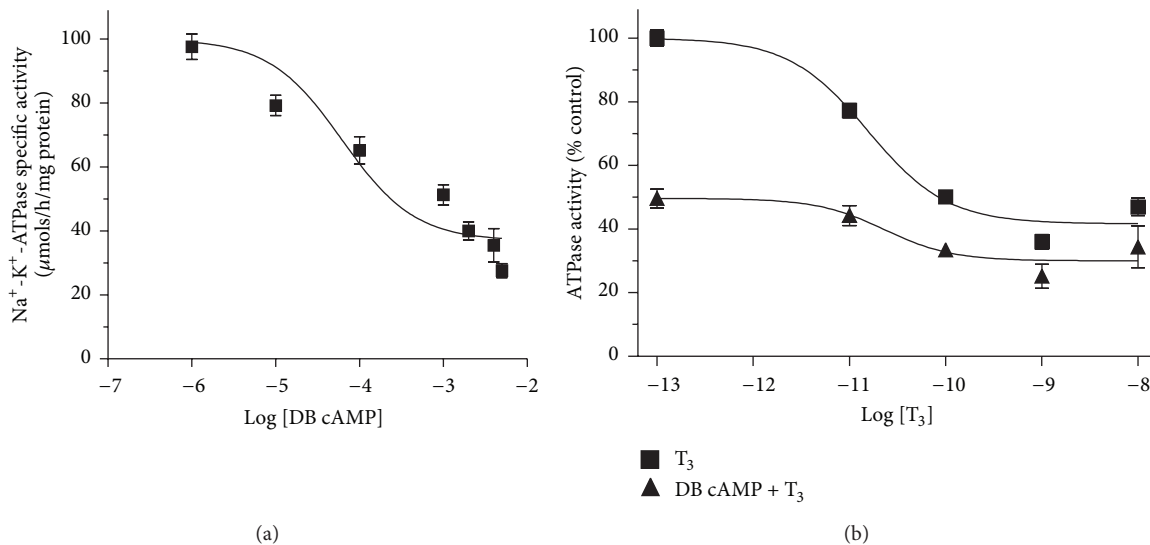 Na⁺-K⁺-ATPase specific activity
(μmols/h/mg protein)
100
80
60
40
20
0
−7
−6
−5
−4
−3
−2
Log [DB cAMP]
(a)
ATPase activity (% control)
100
80
60
40
20
0
−13
−12
−11
−10
−9
−8
Log [T₃]
T₃
DB cAMP + T₃
(b)